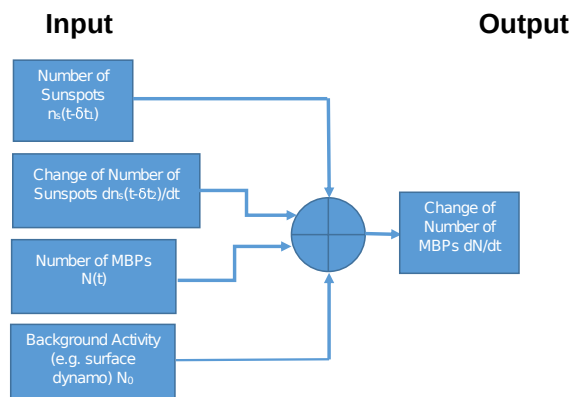 Input
Output
Number of
Sunspots
nₛ(t-δt₁)
Change of Number of
Sunspots dnₛ(t-δt₂)/dt
Number of MBPs
N(t)
Background Activity
(e.g. surface
dynamo) N₀
Change of
Number of
MBPs dN/dt